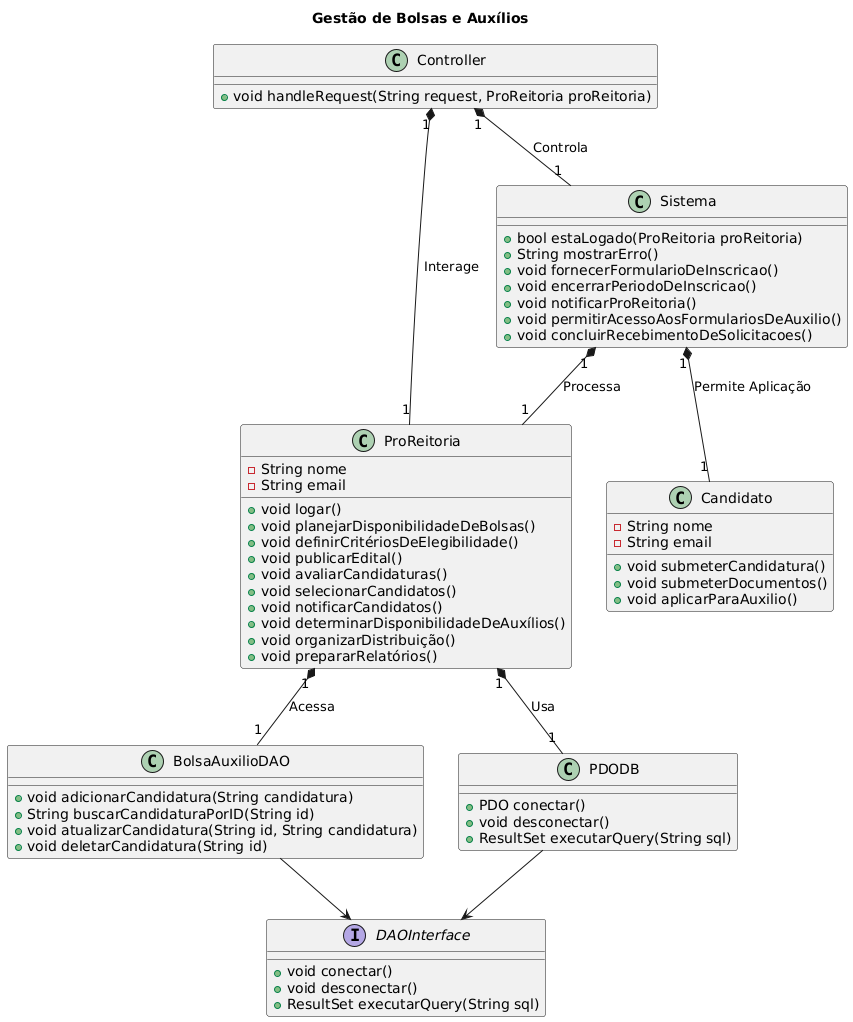 Gestão de Bolsas e Auxílios
C Controller
void handleRequest(String request, ProReitoria proReitoria)
1
1
Controla
1
Interage
C Sistema
bool estaLogado(ProReitoria proReitoria)
String mostrarErro()
void fornecerFormularioDeInscricao()
void encerrarPeriodoDeInscricao()
void notificarProReitoria()
void permitirAcessoAosFormulariosDeAuxilio()
void concluirRecebimentoDeSolicitacoes()
1
1
Processa
Permite Aplicação
1
1
1
C ProReitoria
String nome
String email
void logar()
void planejarDisponibilidadeDeBolsas()
void definirCritériosDeElegibilidade()
void publicarEdital()
void avaliarCandidaturas()
void selecionarCandidatos()
void notificarCandidatos()
void determinarDisponibilidadeDeAuxílios()
void organizarDistribuição()
void prepararRelatórios()
C Candidato
String nome
String email
void submeterCandidatura()
void submeterDocumentos()
void aplicarParaAuxilio()
1
1
Acessa
Usa
1
1
C BolsaAuxilioDAO
void adicionarCandidatura(String candidatura)
String buscarCandidaturaPorID(String id)
void atualizarCandidatura(String id, String candidatura)
void deletarCandidatura(String id)
C PDODB
PDO conectar()
void desconectar()
ResultSet executarQuery(String sql)
I DAOInterface
void conectar()
void desconectar()
ResultSet executarQuery(String sql)